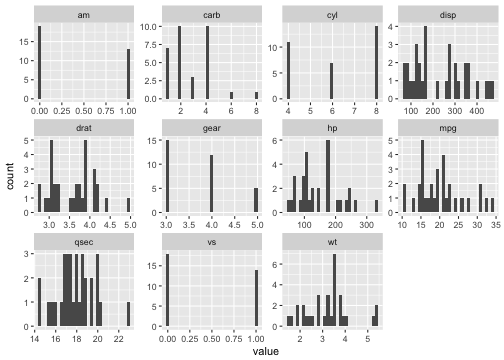 am carb cyl disp
15 10 5 0
10.0 7.5 5.0 2.5 0.0
10 5 0
4 3 2 1 0
0.00 0.25 0.50 0.75 1.00 2 4 6 8 4 5 6 7 8 100 200 300 400
drat gear hp mpg
5 4 3 2 1 0
15 10 5 0
6 4 2 0
5 4 3 2 1 0
3.0 3.5 4.0 4.5 5.0 3.0 3.5 4.0 4.5 5.0 100 200 300 10 15 20 25 30 35
qsec vs wt
3 2 1 0
15 10 5 0
6 4 2 0
14 16 18 20 22 0.00 0.25 0.50 0.75 1.00 2 3 4 5
count
value